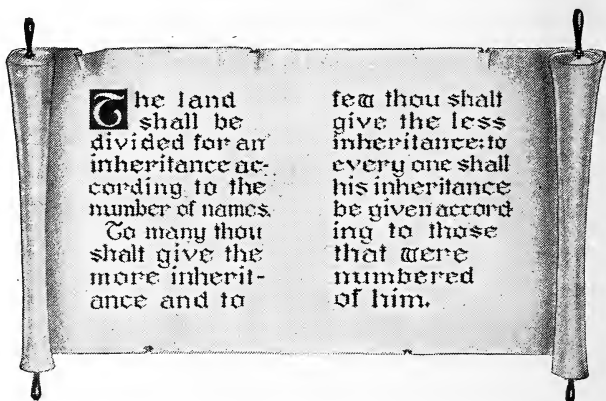 The land
shall be
divided for an
inheritance ac-
cording to the
number of names.
To many thou
shalt give the
more inherit-
ance and to
few thou shalt
give the less
inheritance: to
every one shall
his inheritance
be given accord
ing to those
that were
numbered
of him.